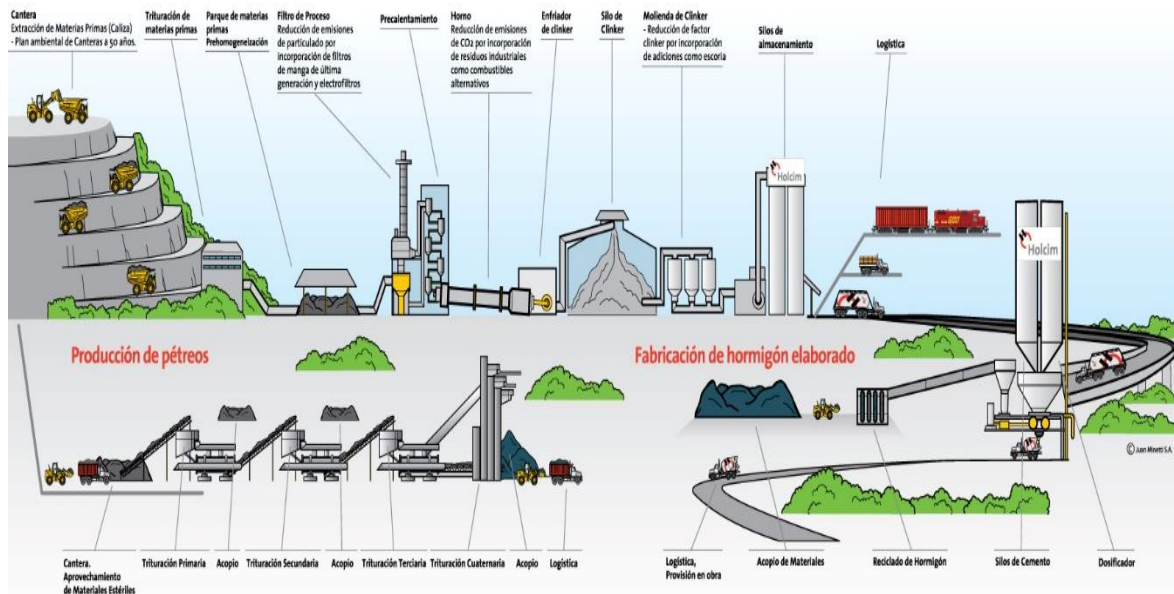 Cantera
Extracción de Materias Primas (Caliza)
- Plan ambiental de Canteras a 50 años.
Trituración de
materias primas
Parque de materias
primas
Prehomogeneización
Filtro de Proceso
Reducción de emisiones
de particulado por
incorporación de filtros
de manga de última
generación y electrofiltros
Precalentamiento
Horno
Reducción de emisiones
de CO2 por incorporación
de residuos industriales
como combustibles
alternativos
Enfriador
de clinker
Silo de
Clinker
Molienda de Clinker
- Reducción de factor
clinker por incorporación
de adiciones como escoria
Silos de
almacenamiento
Logística
Holcim
Holcim
Producción de pétreos
Fabricación de hormigón elaborado
© Juan Minetti S.A.
Cantera.
Aprovechamiento
de Materiales Estériles
Trituración Primaria
Acopio
Trituración Secundaria
Acopio
Trituración Terciaria
Trituración Cuaternaria
Acopio
Logística
Logística,
Provisión en obra
Acopio de Materiales
Reciclado de Hormigón
Silos de Cemento
Dosificador